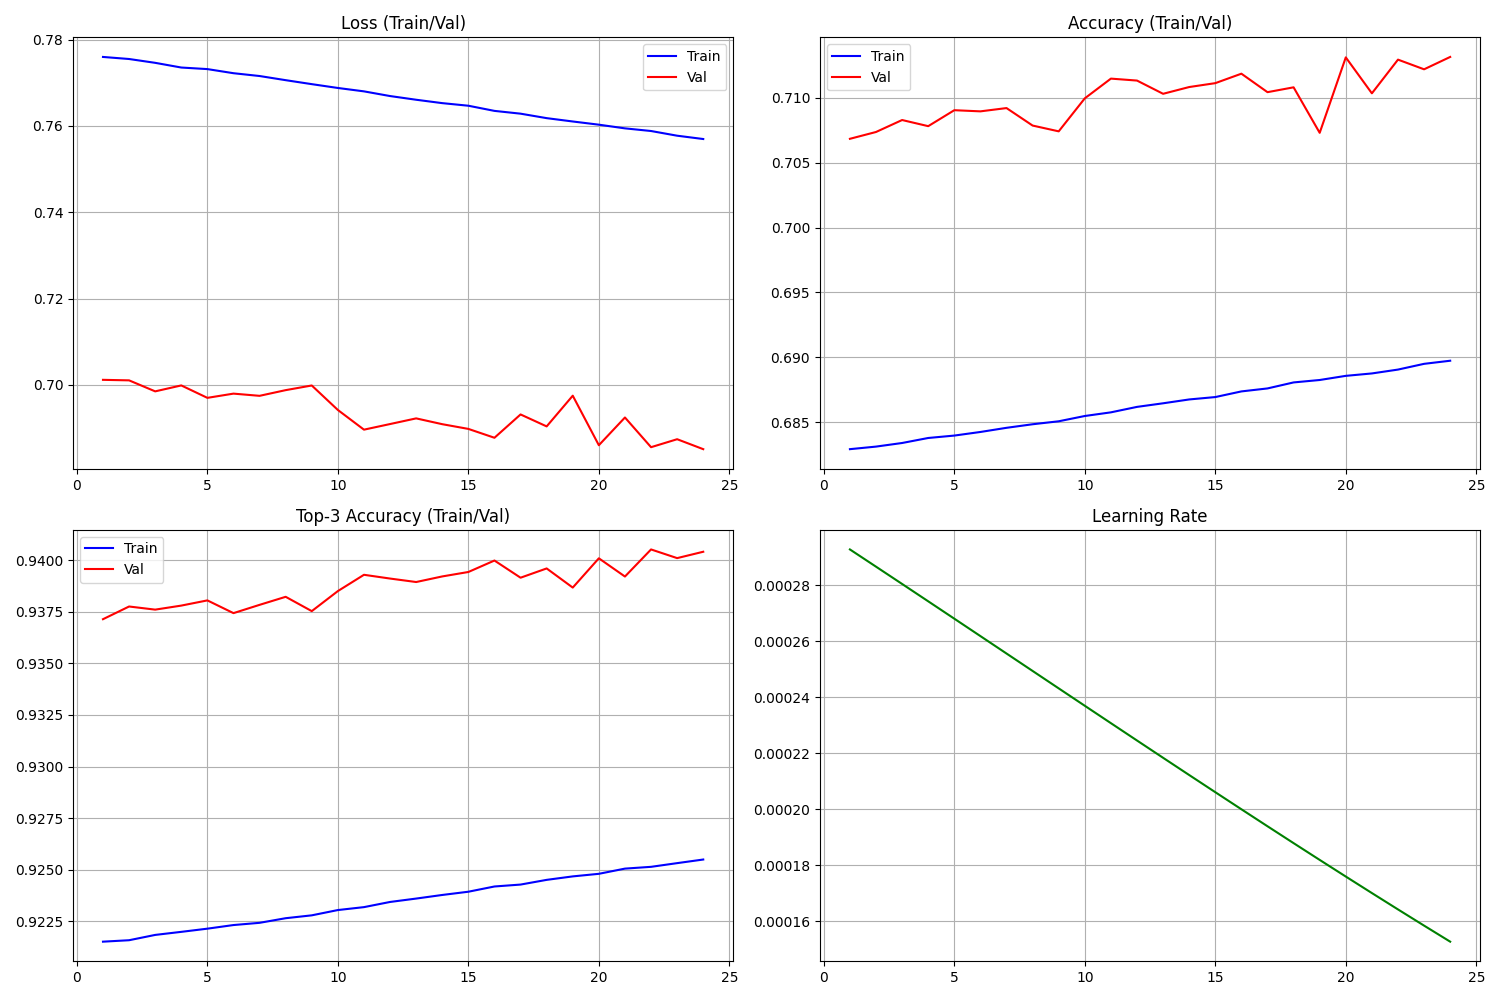 Loss (Train/Val)
0.78
0.76
0.74
0.72
0.70
Train
Val
0 5 10 15 20 25
Accuracy (Train/Val)
0.710
0.705
0.700
0.695
0.690
0.685
Train
Val
0 5 10 15 20 25
Top-3 Accuracy (Train/Val)
0.9400
0.9375
0.9350
0.9325
0.9300
0.9275
0.9250
0.9225
Train
Val
0 5 10 15 20 25
Learning Rate
0.00028
0.00026
0.00024
0.00022
0.00020
0.00018
0.00016
0 5 10 15 20 25